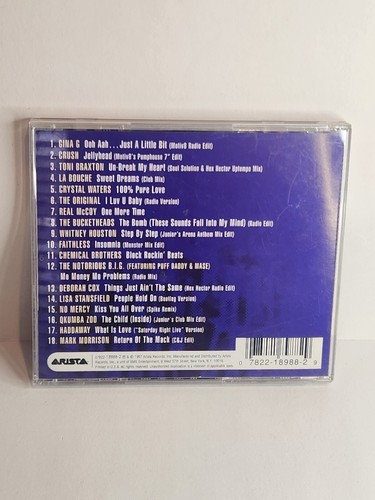 1. GINA G Ooh Aah...Just A Little Bit (Motiv8 Radio Edit)
2. CRUSH Jellyhead (Motiv8's Pumphouse 7" Edit)
3. TONI BRAXTON Un-Break My Heart (Soul Solution & Hex Hector Uptempo Mix)
4. LA BOUCHE Sweet Dreams (Club Mix)
5. CRYSTAL WATERS 100% Pure Love
6. THE ORIGINAL I Luv U Baby (Radio Version)
7. REAL McCOY One More Time
8. THE BUCKETHEADS The Bomb (These Sounds Fall Into My Mind) (Radio Edit)
9. WHITNEY HOUSTON Step By Step (Junior's Arena Anthem Mix Edit)
10. FAITHLESS Insomnia (Monster Mix Edit)
11. CHEMICAL BROTHERS Block Rockin' Beats
12. THE NOTORIOUS B.I.G. (FEATURING PUFF DADDY & MASE)
Mo Money Mo Problems (Radio Mix)
13. DEBORAH COX Things Just Ain't The Same (Hex Hector Radio Edit)
14. LISA STANSFIELD People Hold On (Bootleg Version)
15. NO MERCY Kiss You All Over (Spike Remix)
16. OKUMBA ZOO The Child (Inside) (Junior's Club Mix Edit)
17. HADDAWAY What Is Love ("Saturday Night Live" Version)
18. MARK MORRISON Return Of The Mack (C&J Edit)
ARISTA
0 7822-18988-2 8